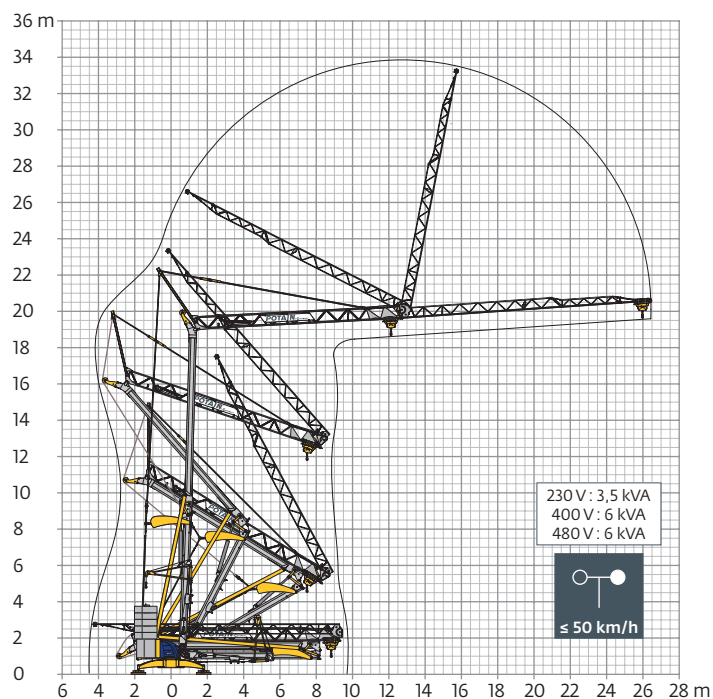 36 m
34
32
30
28
26
24
22
20
18
16
14
12
10
8
6
4
2
0
POTAIN
POTAIN
230 V : 3,5 kVA
400 V : 6 kVA
480 V : 6 kVA
≤ 50 km/h
6 4 2 0 2 4 6 8 10 12 14 16 18 20 22 24 26 28 m